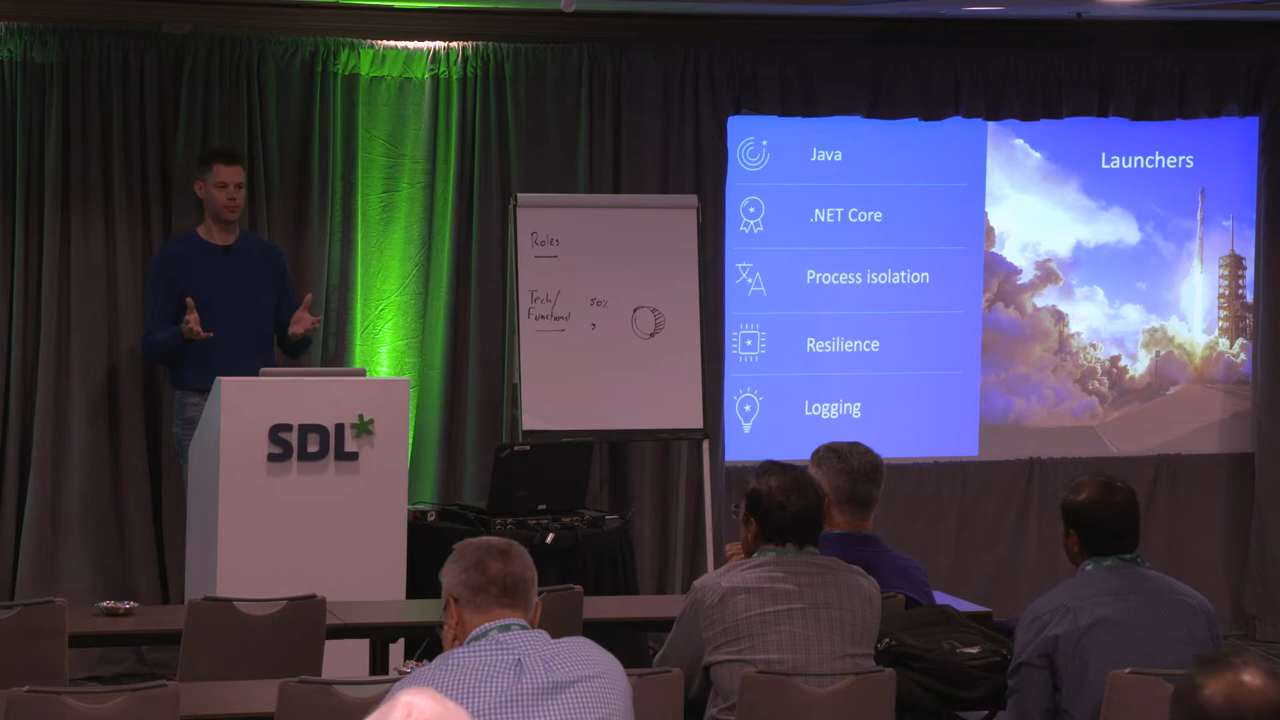 SDL*
Roles
Tech/
Functional
50%
?
Java
.NET Core
Process isolation
Resilience
Logging
Launchers